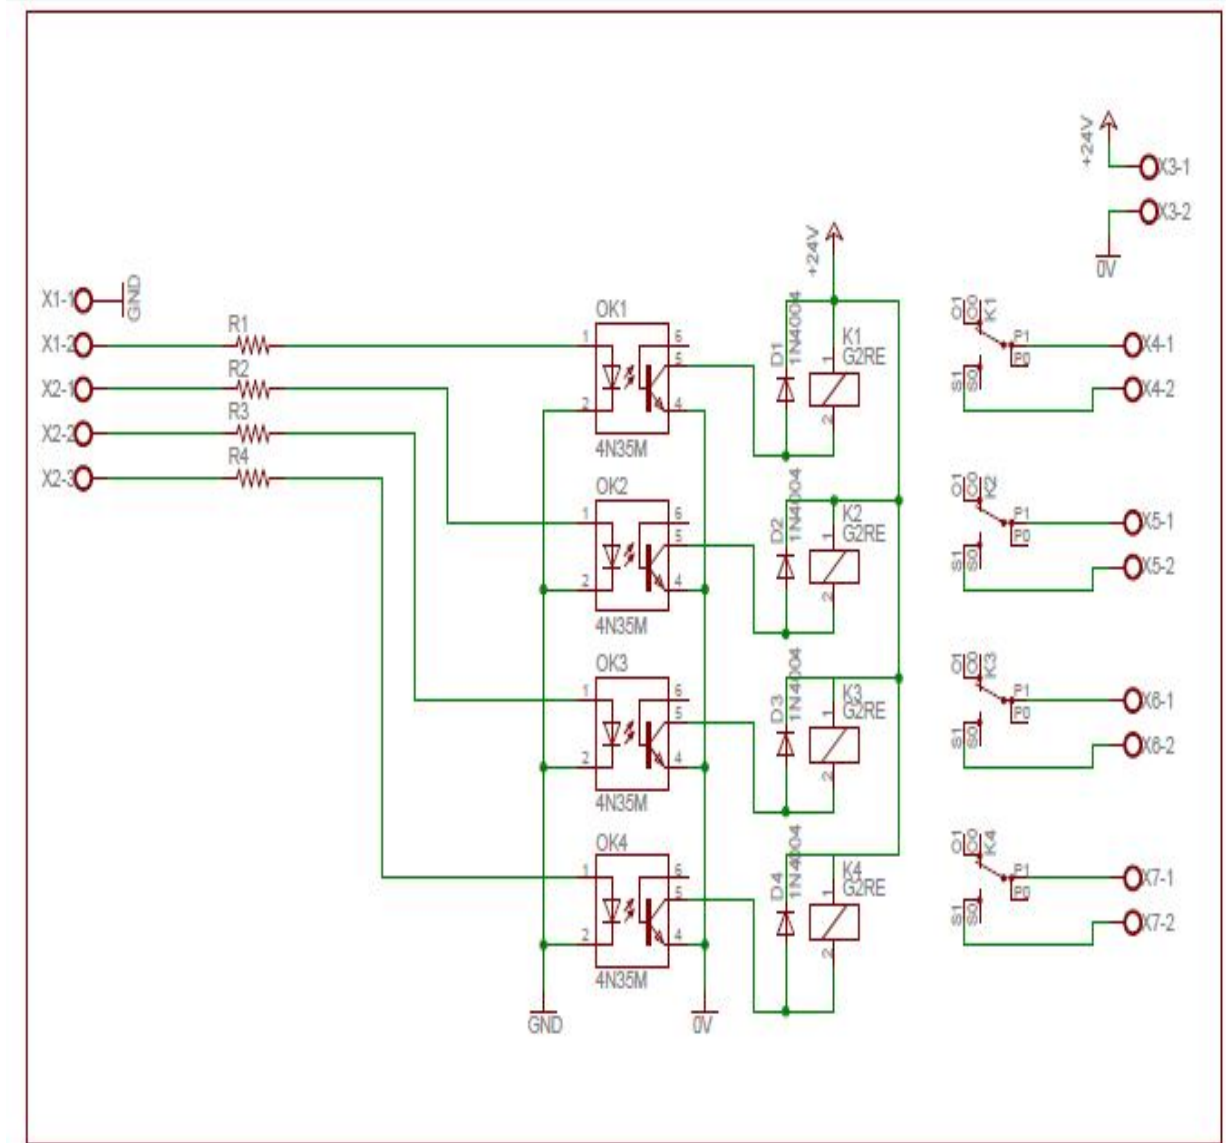 +24V
X3-1
X3-2
0V
+24V
X1-1
GND
X1-2
R1
X2-1
R2
X2-2
R3
X2-3
R4
OK1
1
6
5
2
4
4N35M
D1
1N4004
K1
G2RE
1
2
O1
O0
K1
P1
P0
S1
S0
X4-1
X4-2
OK2
1
6
5
2
4
4N35M
D2
1N4004
K2
G2RE
1
2
O1
O0
K2
P1
P0
S1
S0
X5-1
X5-2
OK3
1
6
5
2
4
4N35M
D3
1N4004
K3
G2RE
1
2
O1
O0
K3
P1
P0
S1
S0
X6-1
X6-2
OK4
1
6
5
2
4
4N35M
D4
1N4004
K4
G2RE
1
2
O1
O0
K4
P1
P0
S1
S0
X7-1
X7-2
GND
0V